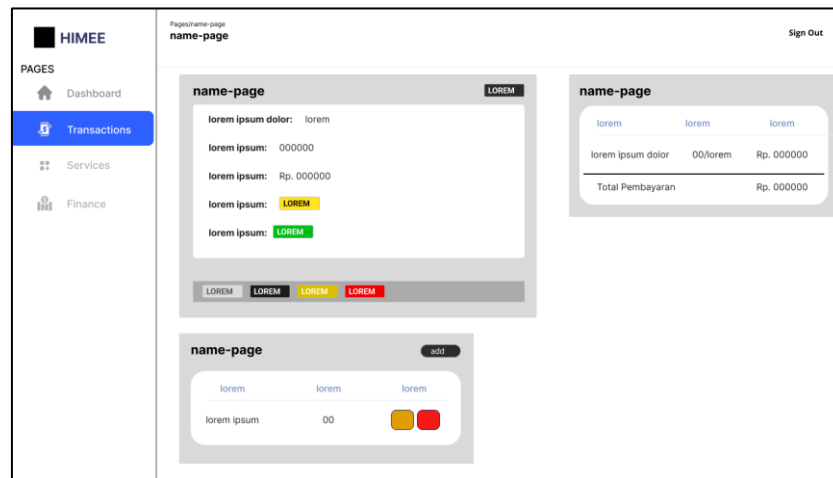 HIMEE
PAGES
Dashboard
Transactions
Services
Finance
Pages/name-page
name-page
Sign Out
name-page LOREM
lorem ipsum dolor: lorem
lorem ipsum: 000000
lorem ipsum: Rp. 000000
lorem ipsum: LOREM
lorem ipsum: LOREM
LOREM LOREM LOREM LOREM
name-page
lorem lorem lorem
lorem ipsum dolor 00/lorem Rp. 000000
Total Pembayaran Rp. 000000
name-page add
lorem lorem lorem
lorem ipsum 00